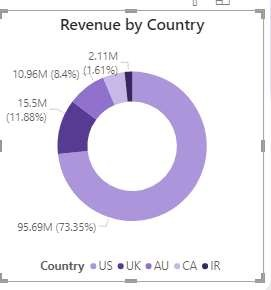 Revenue by Country
2.11M
(1.61%)
10.96M (8.4%)
15.5M
(11.88%)
95.69M (73.35%)
Country US UK AU CA IR